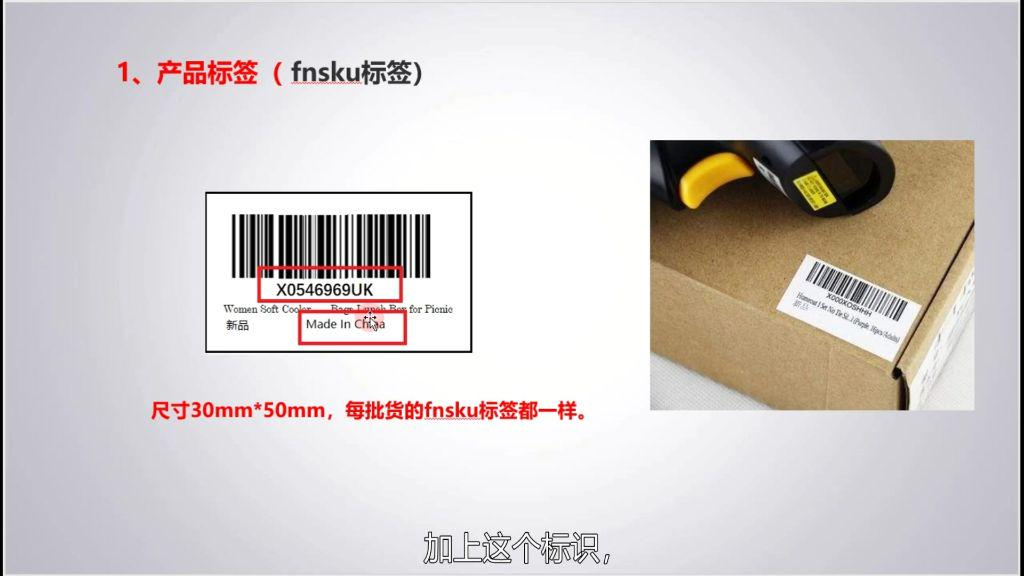 1、产品标签（ fnsku标签）
X0546969UK
Women Soft Cooler Bags Lunch Box for Picnic
新品
Made In China
X000XOSHHH
尺寸30mm*50mm，每批货的fnsku标签都一样。
加上这个标识，